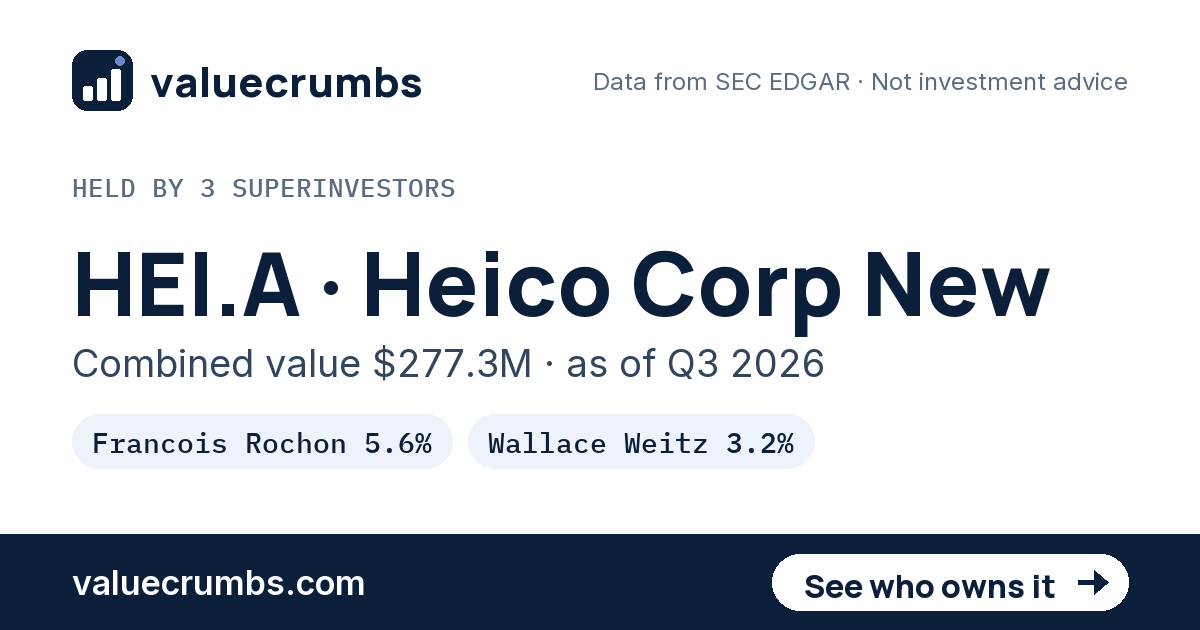 valuecrumbs
Data from SEC EDGAR · Not investment advice
HELD BY 3 SUPERINVESTORS
HEI.A · Heico Corp New
Combined value $277.3M · as of Q3 2026
Francois Rochon 5.6%
Wallace Weitz 3.2%
valuecrumbs.com
See who owns it →